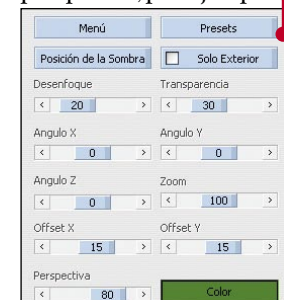 Menú Presets
Posición de la Sombra Solo Exterior
Desenfoque Transparencia
20 30
Angulo X Angulo Y
0 0
Angulo Z Zoom
0 100
Offset X Offset Y
15 15
Perspectiva
80 Color